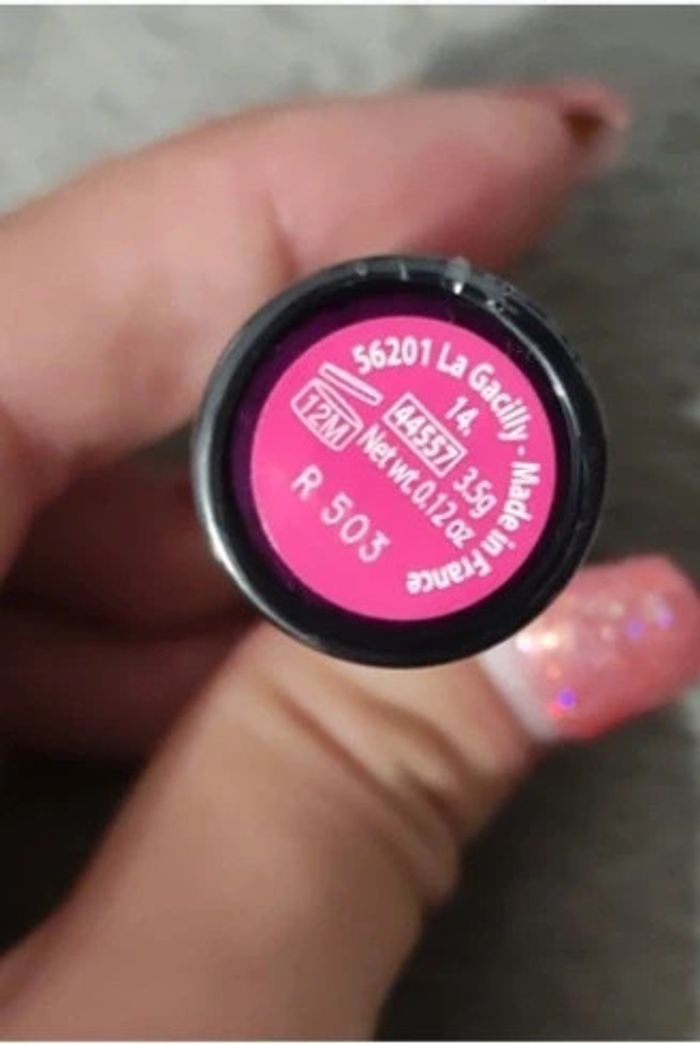 56201 La Gacilly - Made in France
14.
44557 3.5g
Net wt. 0.12 oz
12M
R 503